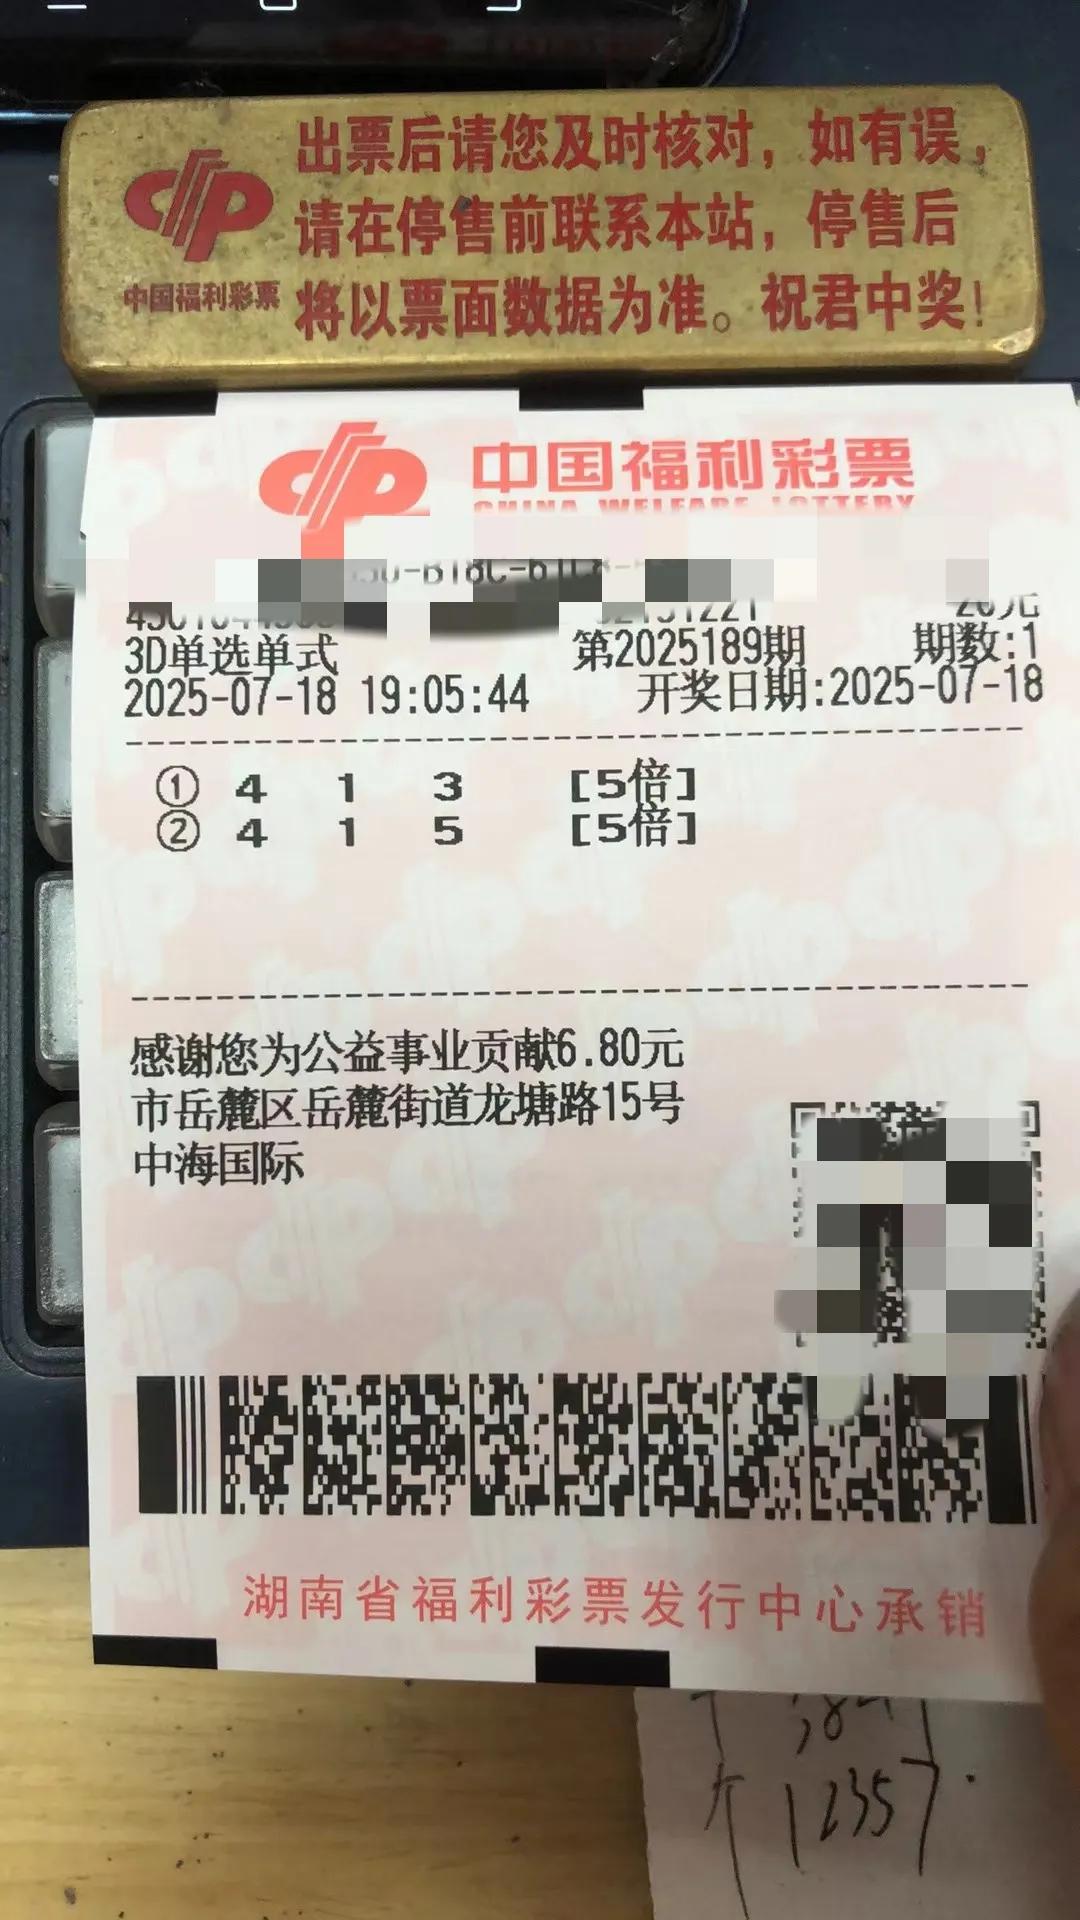 出票后请您及时核对，如有误，
请在停售前联系本站，停售后
将以票面数据为准。祝君中奖！
中国福利彩票
中国福利彩票
CHINA WELFARE LOTTERY
3D单选单式 第2025189期 期数:1
2025-07-18 19:05:44 开奖日期:2025-07-18
① 4 1 3 [5倍]
② 4 1 5 [5倍]
感谢您为公益事业贡献6.80元
市岳麓区岳麓街道龙塘路15号
中海国际
湖南省福利彩票发行中心承销
12357